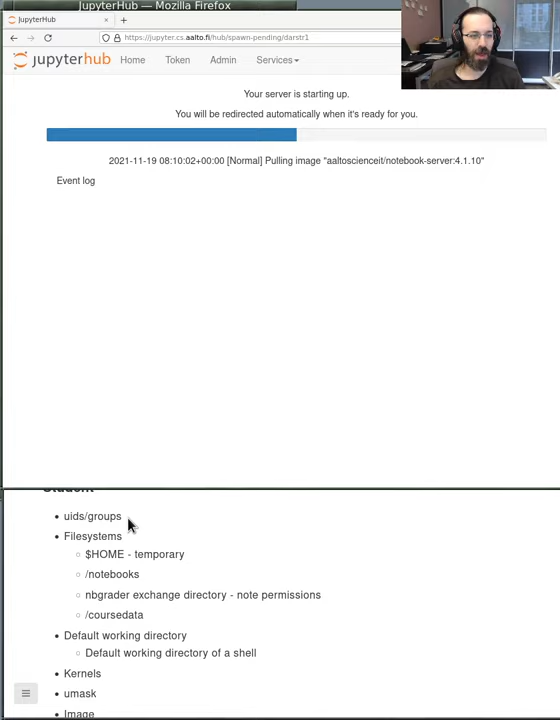 JupyterHub — Mozilla Firefox
JupyterHub
https://jupyter.cs.aalto.fi/hub/spawn-pending/darstr1
jupyterhub Home Token Admin Services
Your server is starting up.
You will be redirected automatically when it's ready for you.
2021-11-19 08:10:02+00:00 [Normal] Pulling image "aaltoscienceit/notebook-server:4.1.10"
Event log
Student
uids/groups
Filesystems
$HOME - temporary
/notebooks
nbgrader exchange directory - note permissions
/coursedata
Default working directory
Default working directory of a shell
Kernels
umask
Image